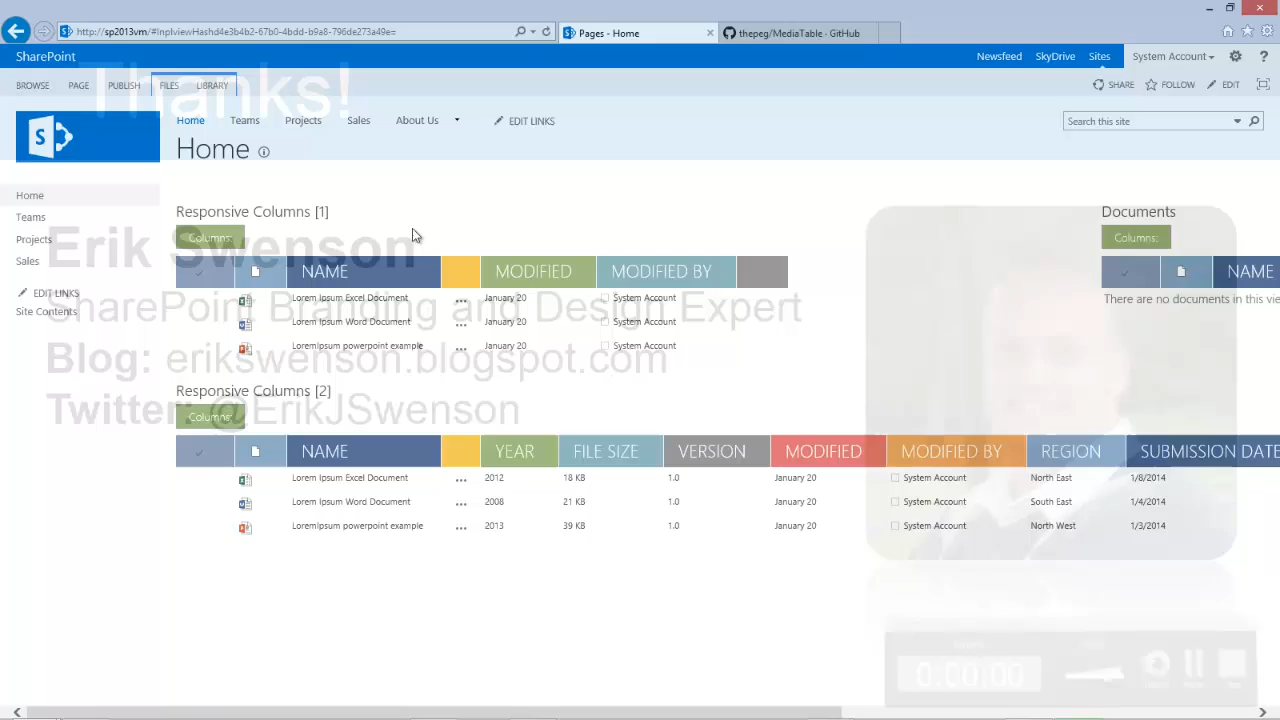 http://sp2013vm/#InplviewHashd4e3b4b2-67b0-4bdd-b9a8-796de273a49e=
Pages - Home
thepeg/MediaTable · GitHub
SharePoint
Newsfeed SkyDrive Sites System Account ?
BROWSE PAGE PUBLISH FILES LIBRARY
SHARE FOLLOW EDIT
Thanks!
Home Teams Projects Sales About Us EDIT LINKS
Search this site
S
Home
Home
Teams
Projects
Sales
EDIT LINKS
Site Contents
Responsive Columns [1]
Columns:
NAME MODIFIED MODIFIED BY
Lorem Ipsum Excel Document ... January 20 System Account
Lorem Ipsum Word Document ... January 20 System Account
LoremIpsum powerpoint example ... January 20 System Account
Documents
Columns:
NAME
There are no documents in this vie
Erik Swenson
SharePoint Branding and Design Expert
Blog: erikswenson.blogspot.com
Twitter: @ErikJSwenson
Responsive Columns [2]
Columns:
NAME YEAR FILE SIZE VERSION MODIFIED MODIFIED BY REGION SUBMISSION DATE
Lorem Ipsum Excel Document ... 2012 18 KB 1.0 January 20 System Account North East 1/8/2014
Lorem Ipsum Word Document ... 2008 21 KB 1.0 January 20 System Account South East 1/4/2014
LoremIpsum powerpoint example ... 2013 39 KB 1.0 January 20 System Account North West 1/3/2014
0:00:00